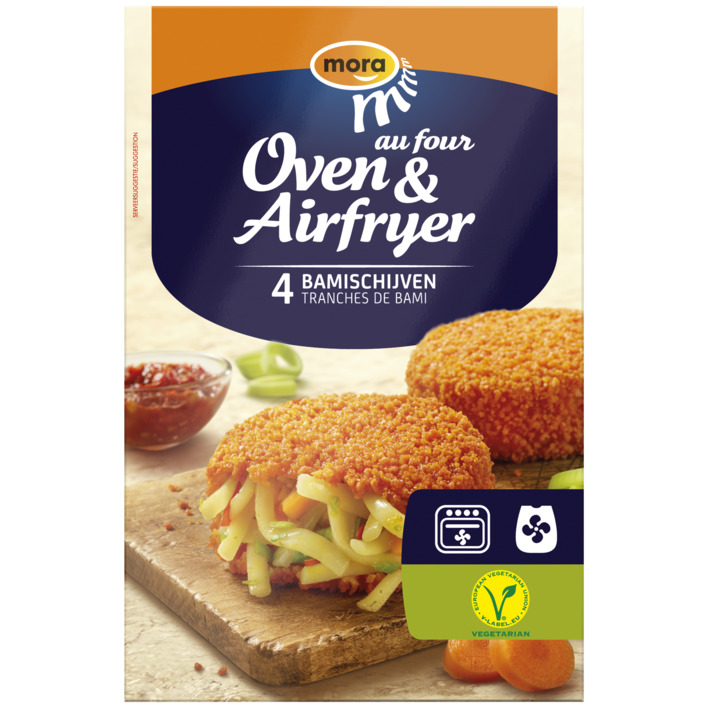 mora
au four
Oven &
Airfryer
4 BAMISCHIJVEN
TRANCHES DE BAMI
SERVEERSUGGESTIE/SUGGESTION
EUROPEAN VEGETARIAN UNION
V-LABEL.EU
VEGETARIAN